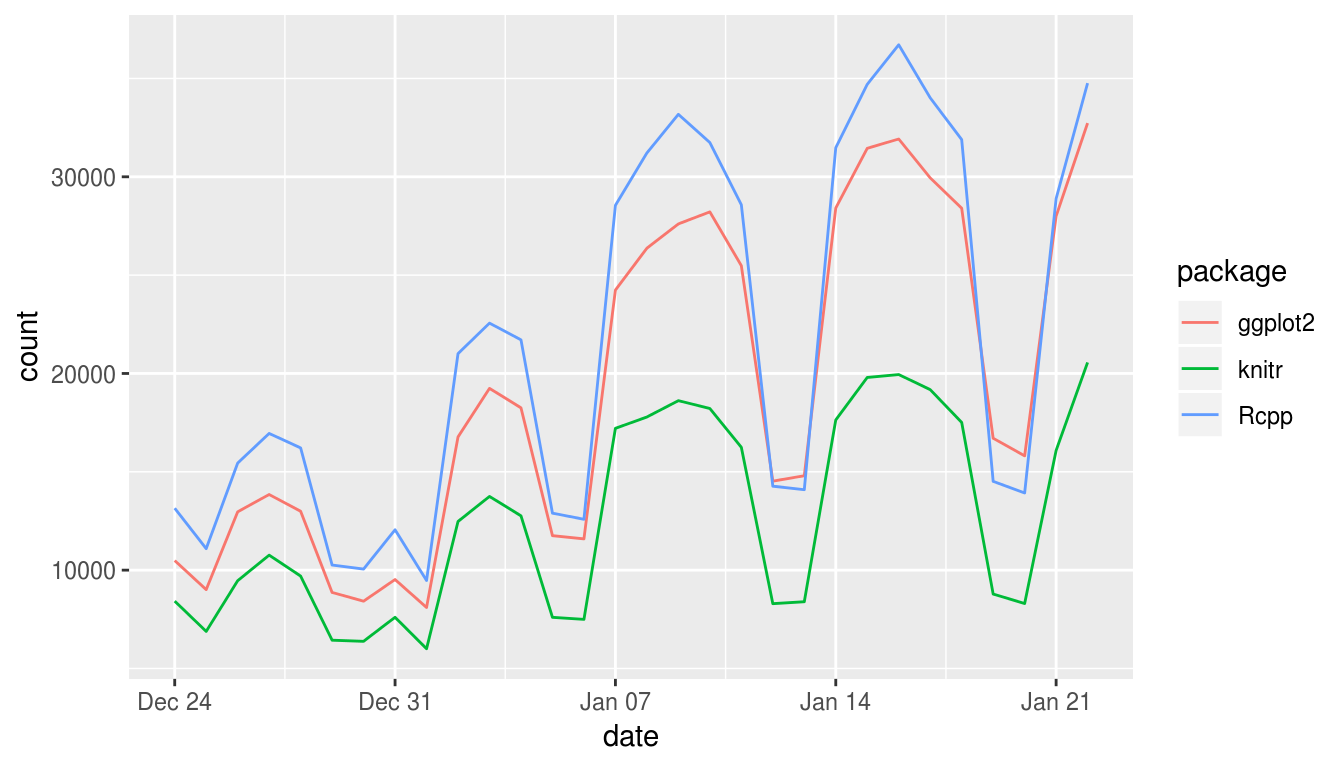 count
30000
20000
10000
Dec 24
Dec 31
Jan 07
Jan 14
Jan 21
date
package
ggplot2
knitr
Rcpp